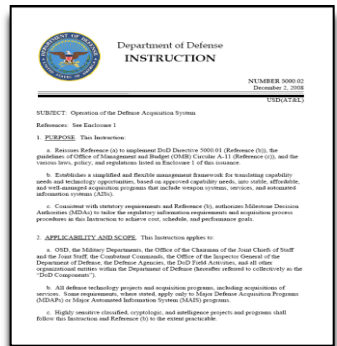 Department of Defense
INSTRUCTION
NUMBER 5000.02
December 2, 2008
USD(AT&L)
SUBJECT: Operation of the Defense Acquisition System
References: See Enclosure 1
1. PURPOSE. This Instruction:
a. Reissues Reference (a) to implement DoD Directive 5000.01 (Reference (b)), the
guidelines of Office of Management and Budget (OMB) Circular A-11 (Reference (c)), and the
various laws, policy, and regulations listed in Enclosure 1 of this issuance.
b. Establishes a simplified and flexible management framework for translating capability
needs and technology opportunities, based on approved capability needs, into stable, affordable,
and well-managed acquisition programs that include weapon systems, services, and automated
information systems (AISs).
c. Consistent with statutory requirements and Reference (b), authorizes Milestone Decision
Authorities (MDAs) to tailor the regulatory information requirements and acquisition process
procedures in this Instruction to achieve cost, schedule, and performance goals.
2. APPLICABILITY AND SCOPE. This Instruction applies to:
a. OSD, the Military Departments, the Office of the Chairman of the Joint Chiefs of Staff
and the Joint Staff, the Combatant Commands, the Office of the Inspector General of the
Department of Defense, the Defense Agencies, the DoD Field Activities, and all other
organizational entities within the Department of Defense (hereafter referred to collectively as the
"DoD Components").
b. All defense technology projects and acquisition programs, including acquisitions of
services. Some requirements, where stated, apply only to Major Defense Acquisition Programs
(MDAPs) or Major Automated Information System (MAIS) programs.
c. Highly sensitive classified, cryptologic, and intelligence projects and programs shall
follow this Instruction and Reference (b) to the extent practicable.